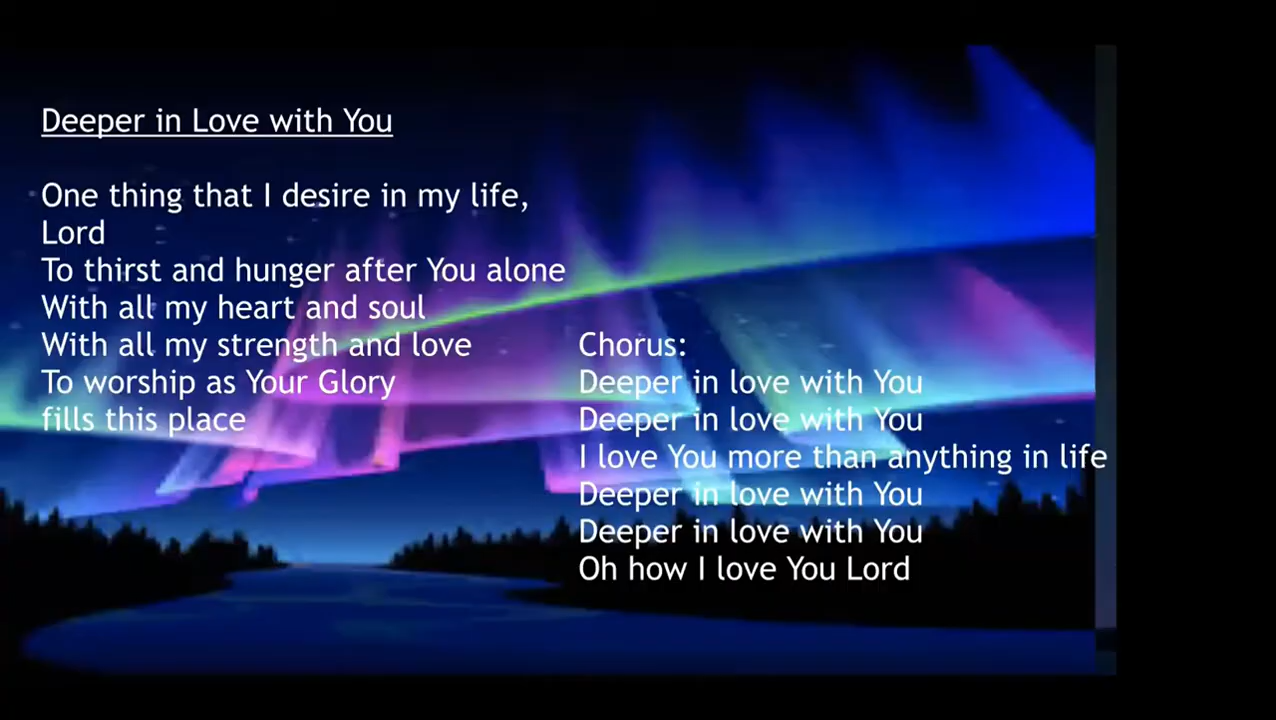 Deeper in Love with You
One thing that I desire in my life,
Lord
To thirst and hunger after You alone
With all my heart and soul
With all my strength and love
To worship as Your Glory
fills this place
Chorus:
Deeper in love with You
Deeper in love with You
I love You more than anything in life
Deeper in love with You
Deeper in love with You
Oh how I love You Lord